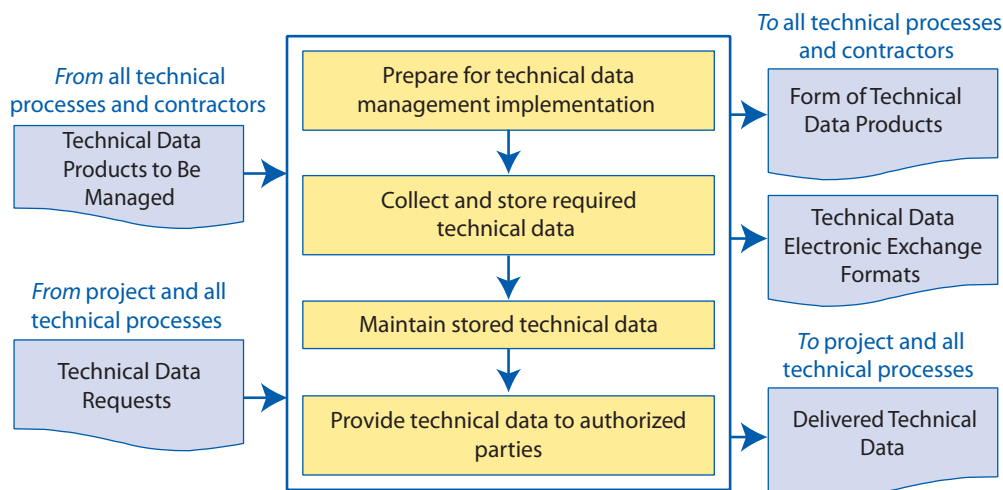 From all technical
processes and contractors
Technical Data
Products to Be
Managed
From project and all
technical processes
Technical Data
Requests
Prepare for technical data
management implementation
Collect and store required
technical data
Maintain stored technical data
Provide technical data to authorized
parties
To all technical processes
and contractors
Form of Technical
Data Products
Technical Data
Electronic Exchange
Formats
To project and all
technical processes
Delivered Technical
Data